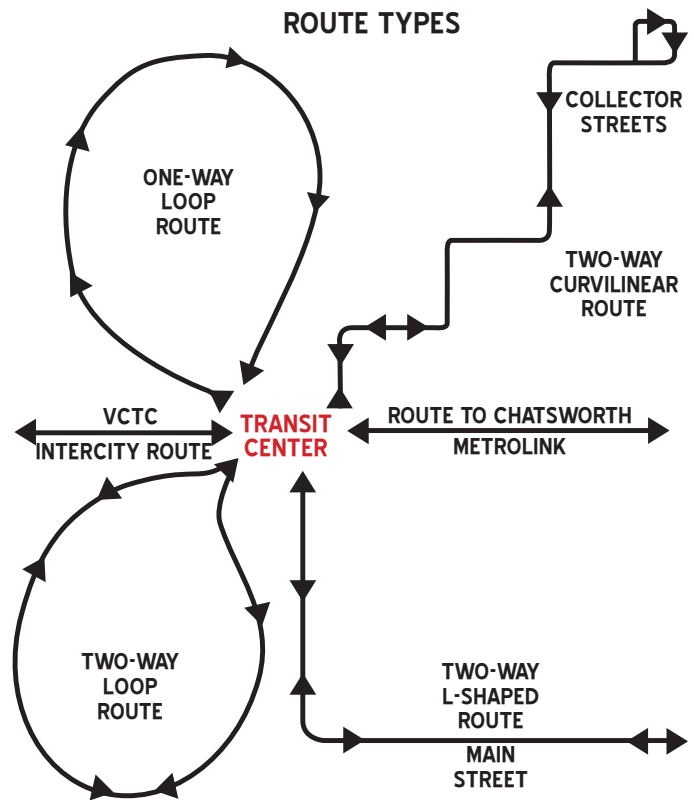 ROUTE TYPES
COLLECTOR
STREETS
ONE-WAY
LOOP
ROUTE
TWO-WAY
CURVILINEAR
ROUTE
VCTC
INTERCITY ROUTE
TRANSIT
CENTER
ROUTE TO CHATSWORTH
METROLINK
TWO-WAY
LOOP
ROUTE
TWO-WAY
L-SHAPED
ROUTE
MAIN
STREET